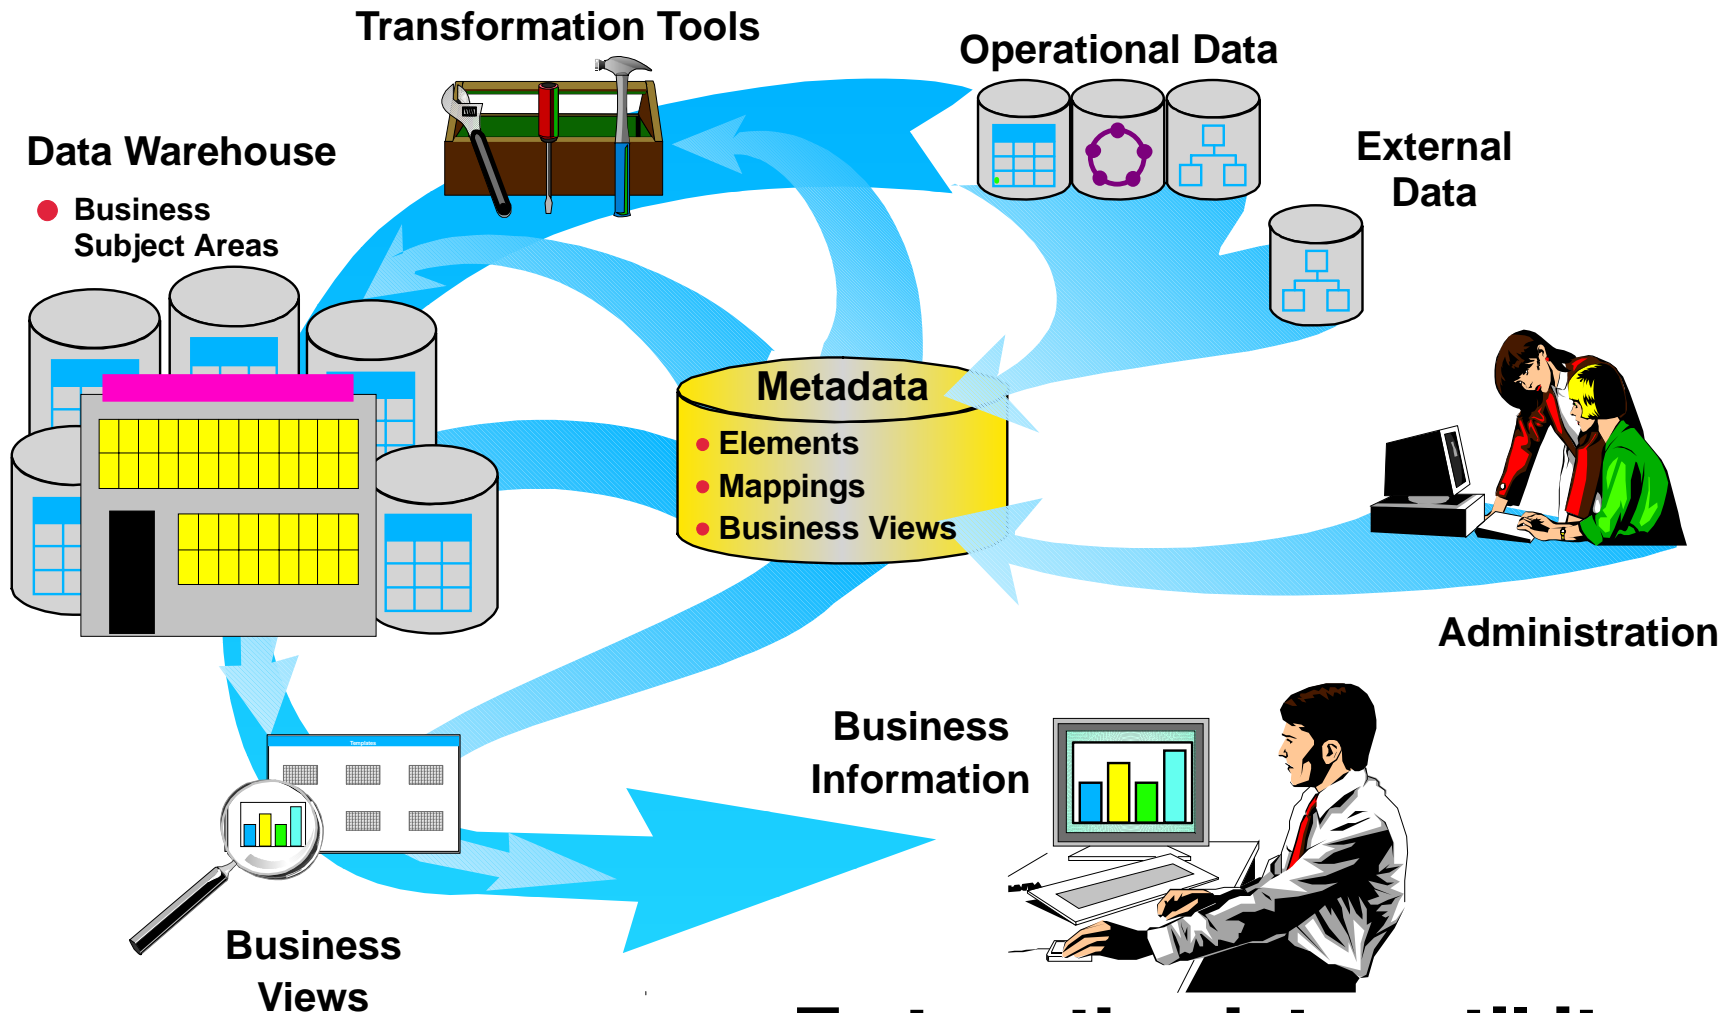 Transformation Tools
Operational Data
Data Warehouse
External
Data
Business
Subject Areas
Metadata
Elements
Mappings
Business Views
Administration
Templates
Business
Information
Business
Views